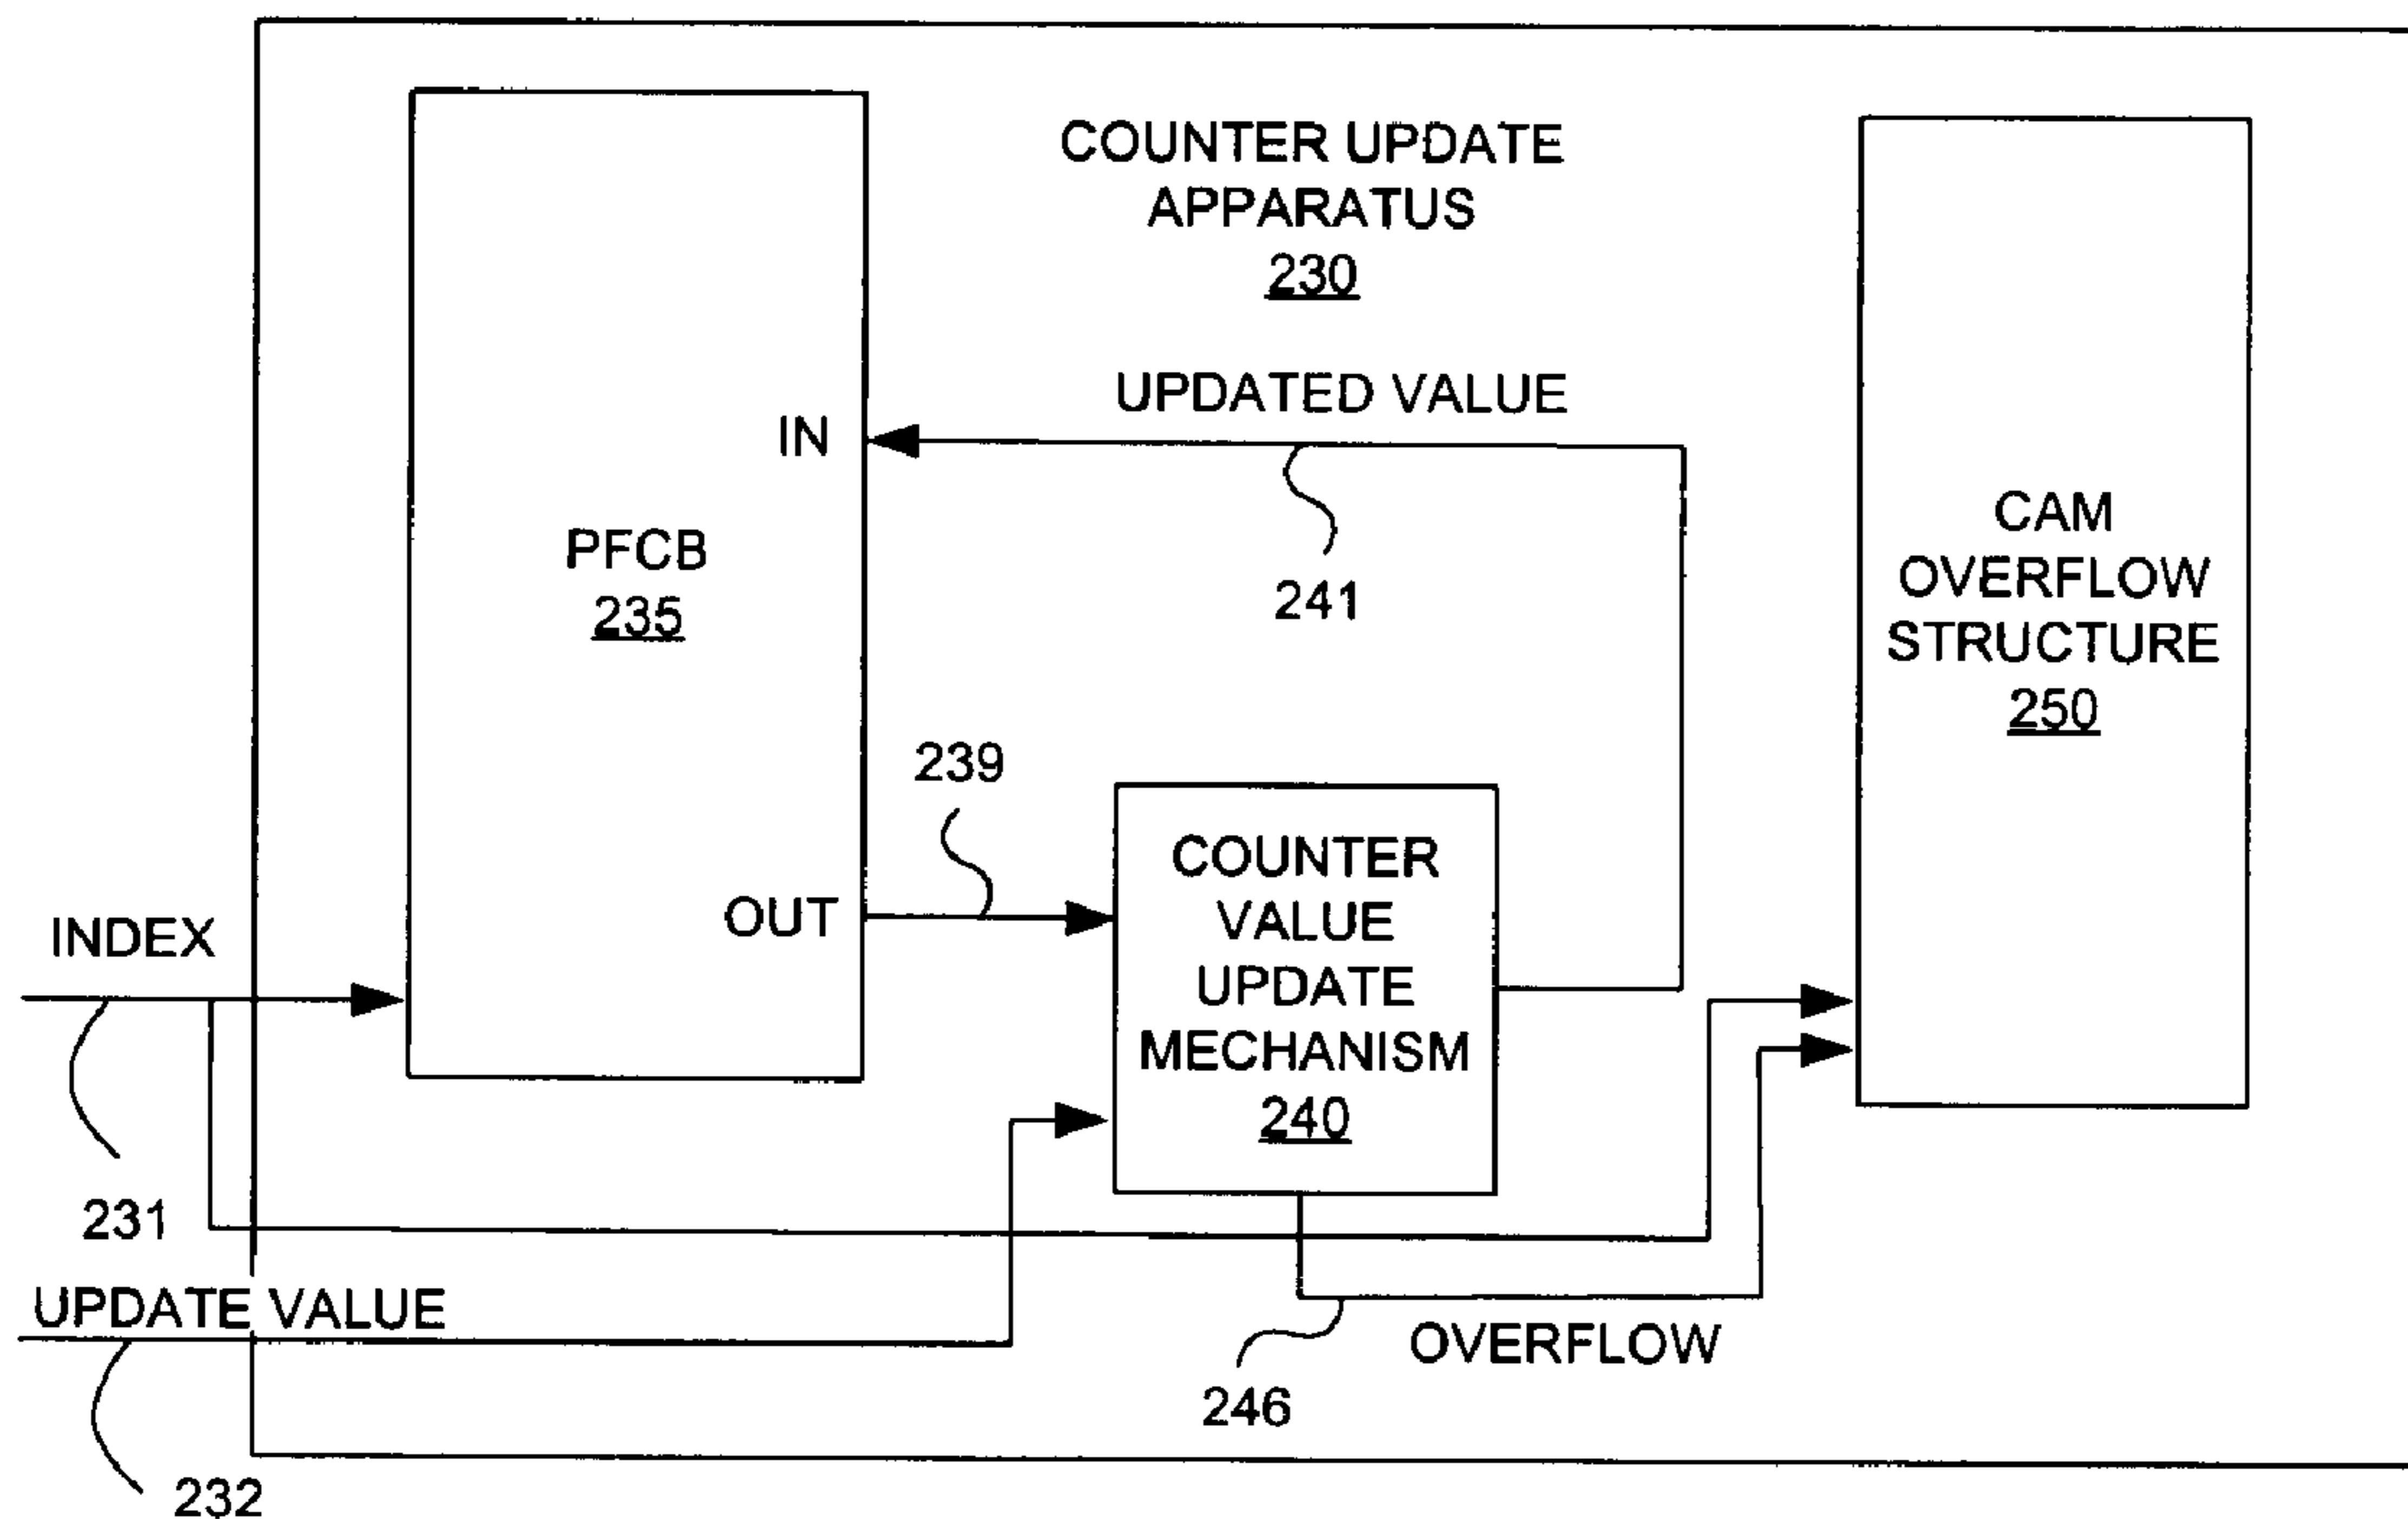 COUNTER UPDATE
APPARATUS
230
UPDATED VALUE
IN
241
PFCB
235
CAM
OVERFLOW
STRUCTURE
250
239
OUT
COUNTER
VALUE
UPDATE
MECHANISM
240
INDEX
231
UPDATE VALUE
232
OVERFLOW
246